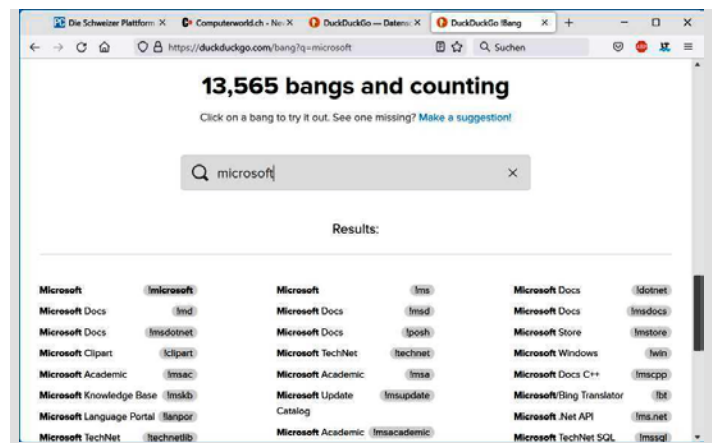 Die Schweizer Plattform
Computerworld.ch - Ne
DuckDuckGo — Datens
DuckDuckGo !Bang
https://duckduckgo.com/bang?q=microsoft
Suchen
13,565 bangs and counting
Click on a bang to try it out. See one missing? Make a suggestion!
microsoft
Results:
Microsoft !microsoft Microsoft !ms Microsoft Docs !dotnet
Microsoft Docs !md Microsoft Docs !msd Microsoft Docs !msdocs
Microsoft Docs !msdotnet Microsoft Docs !posh Microsoft Store !mstore
Microsoft Clipart !clipart Microsoft TechNet !technet Microsoft Windows !win
Microsoft Academic !msac Microsoft Academic !msa Microsoft Docs C++ !mscpp
Microsoft Knowledge Base !mskb Microsoft Update Catalog !msupdate Microsoft/Bing Translator !bt
Microsoft Language Portal !lanpor Microsoft Academic !msacademic Microsoft .Net API !ms.net
Microsoft TechNet !technetlib Microsoft TechNet SQL !mssql